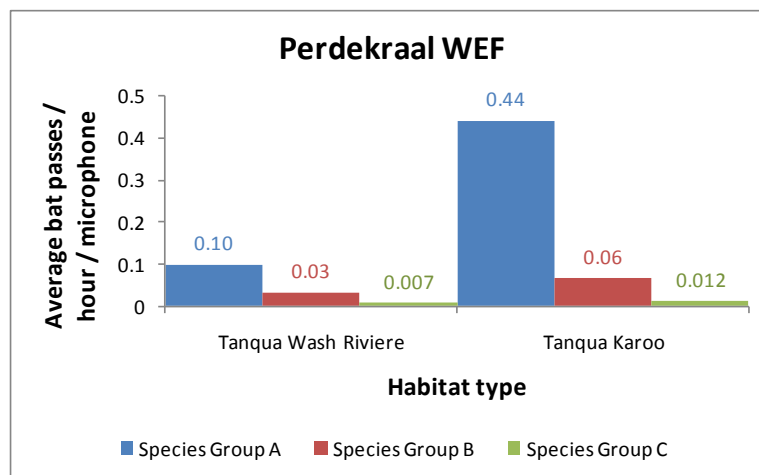 Perdekraal WEF
Average bat passes /
hour / microphone
0.5
0.4
0.3
0.2
0.1
0
0.10
0.03
0.007
0.44
0.06
0.012
Tanqua Wash Riviere
Tanqua Karoo
Habitat type
Species Group A
Species Group B
Species Group C